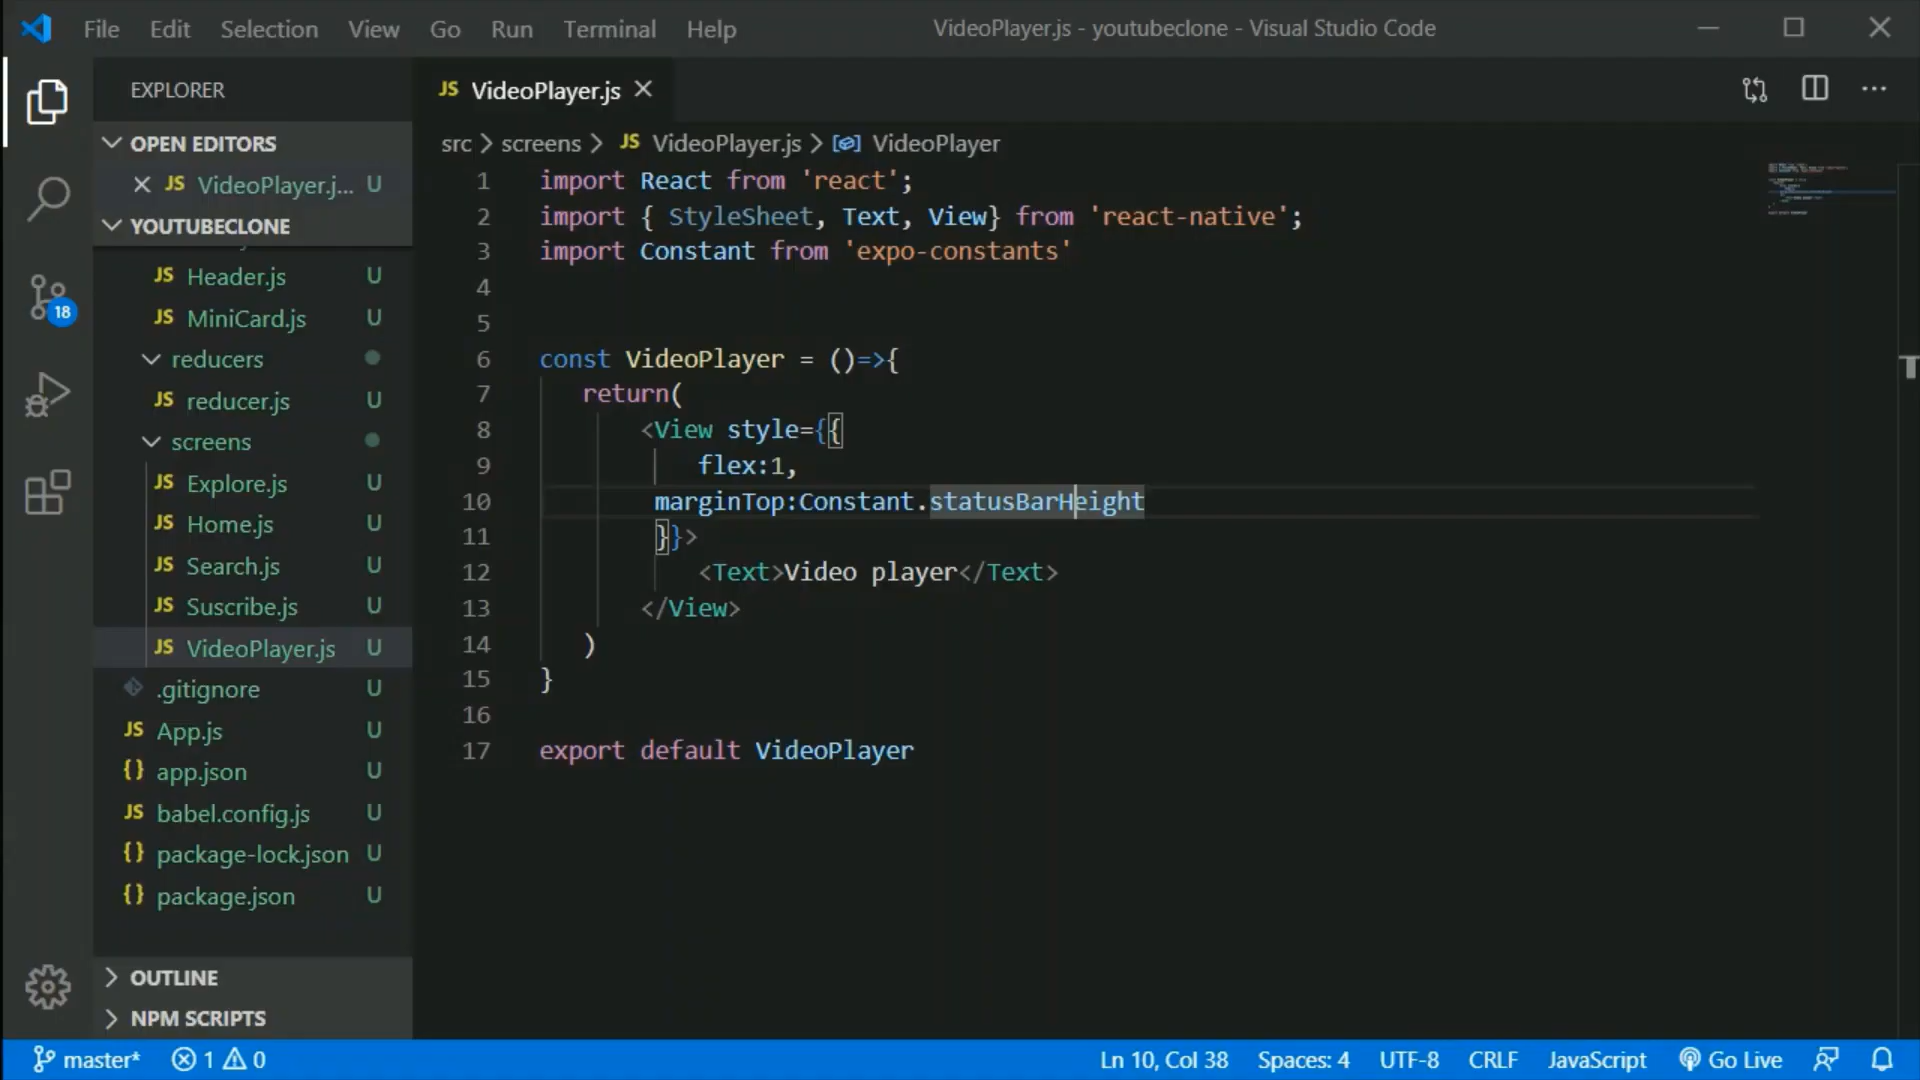 File Edit Selection View Go Run Terminal Help VideoPlayer.js - youtubeclone - Visual Studio Code
EXPLORER
OPEN EDITORS
JS VideoPlayer.j... U
YOUTUBECLONE
JS Header.js U
JS MiniCard.js U
reducers
JS reducer.js U
screens
JS Explore.js U
JS Home.js U
JS Search.js U
JS Suscribe.js U
JS VideoPlayer.js U
.gitignore U
JS App.js U
{} app.json U
JS babel.config.js U
{} package-lock.json U
{} package.json U
OUTLINE
NPM SCRIPTS
18
JS VideoPlayer.js
src > screens > JS VideoPlayer.js > VideoPlayer
1 import React from 'react';
2 import { StyleSheet, Text, View} from 'react-native';
3 import Constant from 'expo-constants'
4
5
6 const VideoPlayer = ()=>{
7 return(
8 <View style={{
9 flex:1,
10 marginTop:Constant.statusBarHeight
11 }}>
12 <Text>Video player</Text>
13 </View>
14 )
15 }
16
17 export default VideoPlayer
master* 1 0 Ln 10, Col 38 Spaces: 4 UTF-8 CRLF JavaScript Go Live